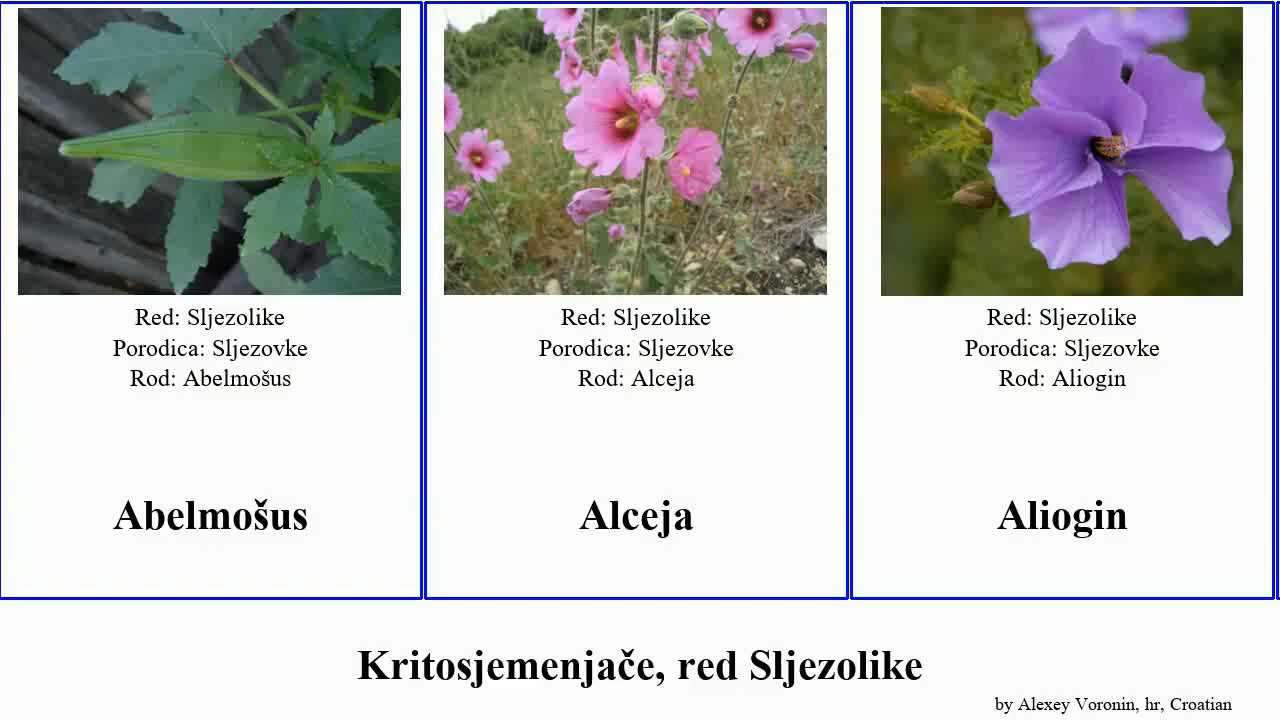 Red: Sljezolike
Porodica: Sljezovke
Rod: Abelmošus
Abelmošus
Red: Sljezolike
Porodica: Sljezovke
Rod: Alceja
Alceja
Red: Sljezolike
Porodica: Sljezovke
Rod: Aliogin
Aliogin
Kritosjemenjače, red Sljezolike
by Alexey Voronin, hr, Croatian